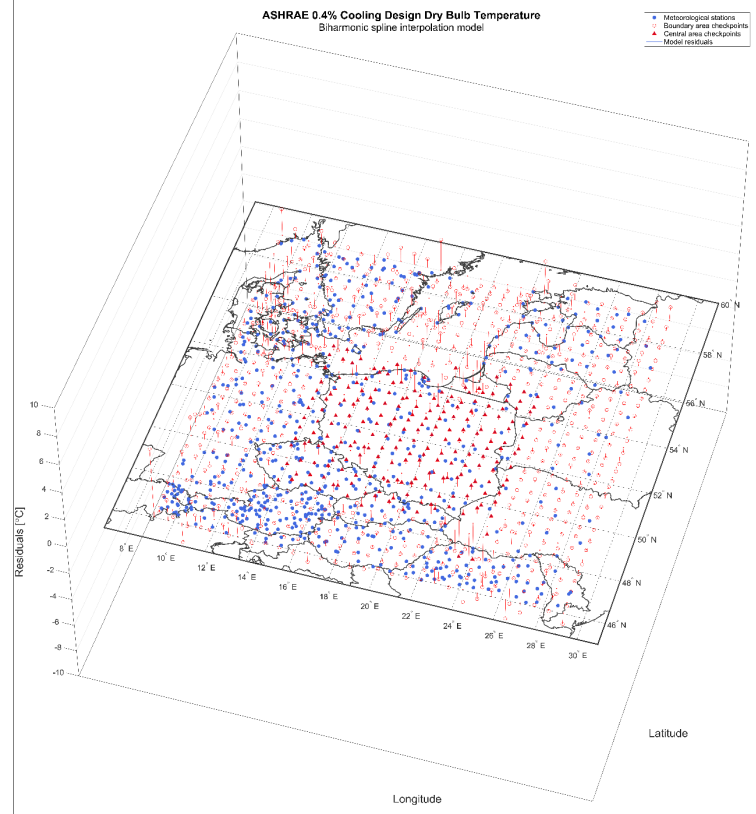 ASHRAE 0.4% Cooling Design Dry Bulb Temperature
Biharmonic spline interpolation model
Meteorological stations
Boundary area checkpoints
Central area checkpoints
Model residuals
60° N
58° N
56° N
54° N
52° N
50° N
48° N
46° N
10
8
6
4
2
0
-2
-4
-6
-8
-10
Residuals [°C]
8° E
10° E
12° E
14° E
16° E
18° E
20° E
22° E
24° E
26° E
28° E
30° E
Latitude
Longitude